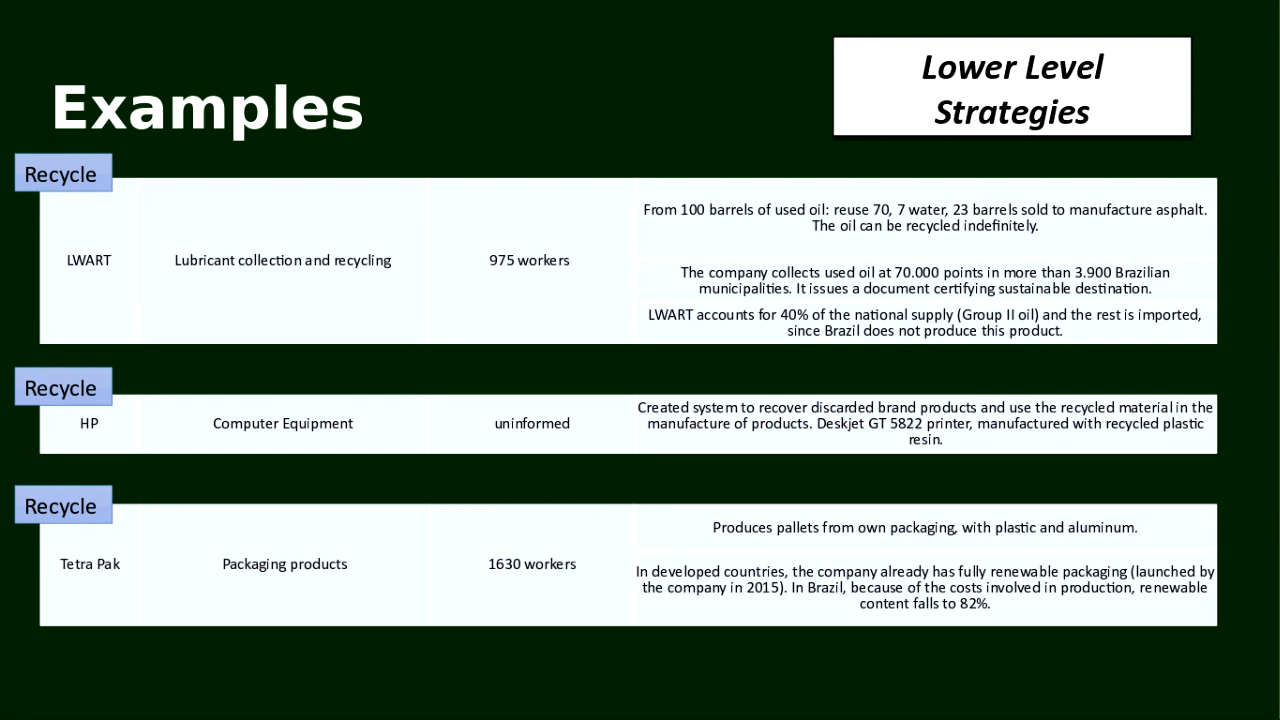 Lower Level
Strategies
Examples
Recycle
LWART
Lubricant collection and recycling
975 workers
From 100 barrels of used oil: reuse 70, 7 water, 23 barrels sold to manufacture asphalt.
The oil can be recycled indefinitely.
The company collects used oil at 70.000 points in more than 3.900 Brazilian
municipalities. It issues a document certifying sustainable destination.
LWART accounts for 40% of the national supply (Group II oil) and the rest is imported,
since Brazil does not produce this product.
Recycle
HP
Computer Equipment
uninformed
Created system to recover discarded brand products and use the recycled material in the
manufacture of products. Deskjet GT 5822 printer, manufactured with recycled plastic
resin.
Recycle
Tetra Pak
Packaging products
1630 workers
Produces pallets from own packaging, with plastic and aluminum.
In developed countries, the company already has fully renewable packaging (launched by
the company in 2015). In Brazil, because of the costs involved in production, renewable
content falls to 82%.